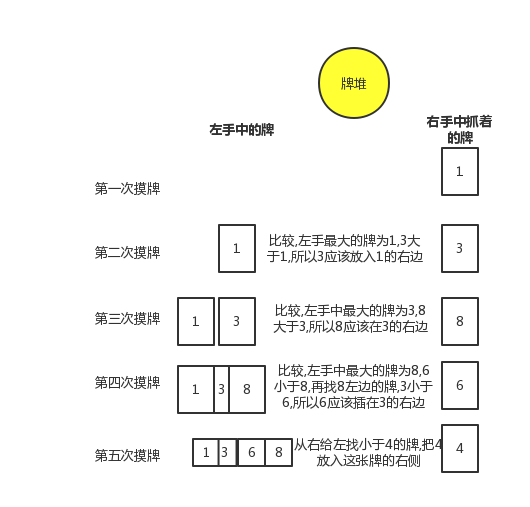 牌堆
左手中的牌
右手中抓着
的牌
第一次摸牌
1
第二次摸牌
1
比较,左手最大的牌为1,3大
于1,所以3应该放入1的右边
3
第三次摸牌
1 3
比较,左手中最大的牌为3,8
大于3,所以8应该在3的右边
8
第四次摸牌
1 3 8
比较,左手中最大的牌为8,6
小于8,再找8左边的牌,3小于
6,所以6应该插在3的右边
6
第五次摸牌
1 3 6 8
从右给左找小于4的牌,把4
放入这张牌的右侧
4